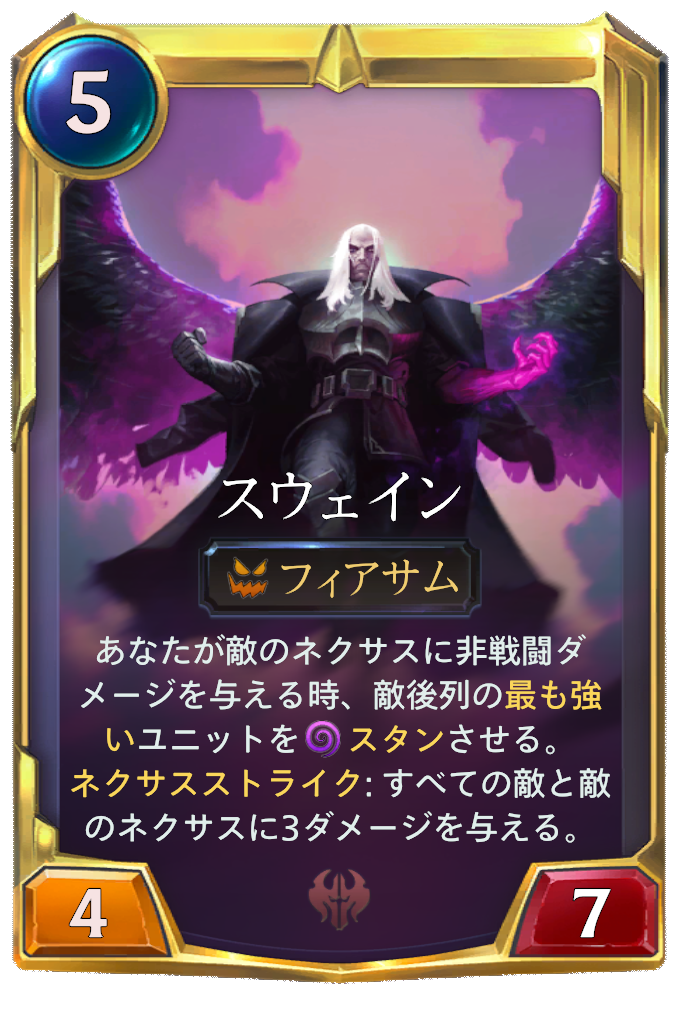 5
スウェイン
フィアサム
あなたが敵のネクサスに非戦闘ダ
メージを与える時、敵後列の最も強
いユニットをスタンさせる。
ネクサスストライク: すべての敵と敵
のネクサスに3ダメージを与える。
4
7